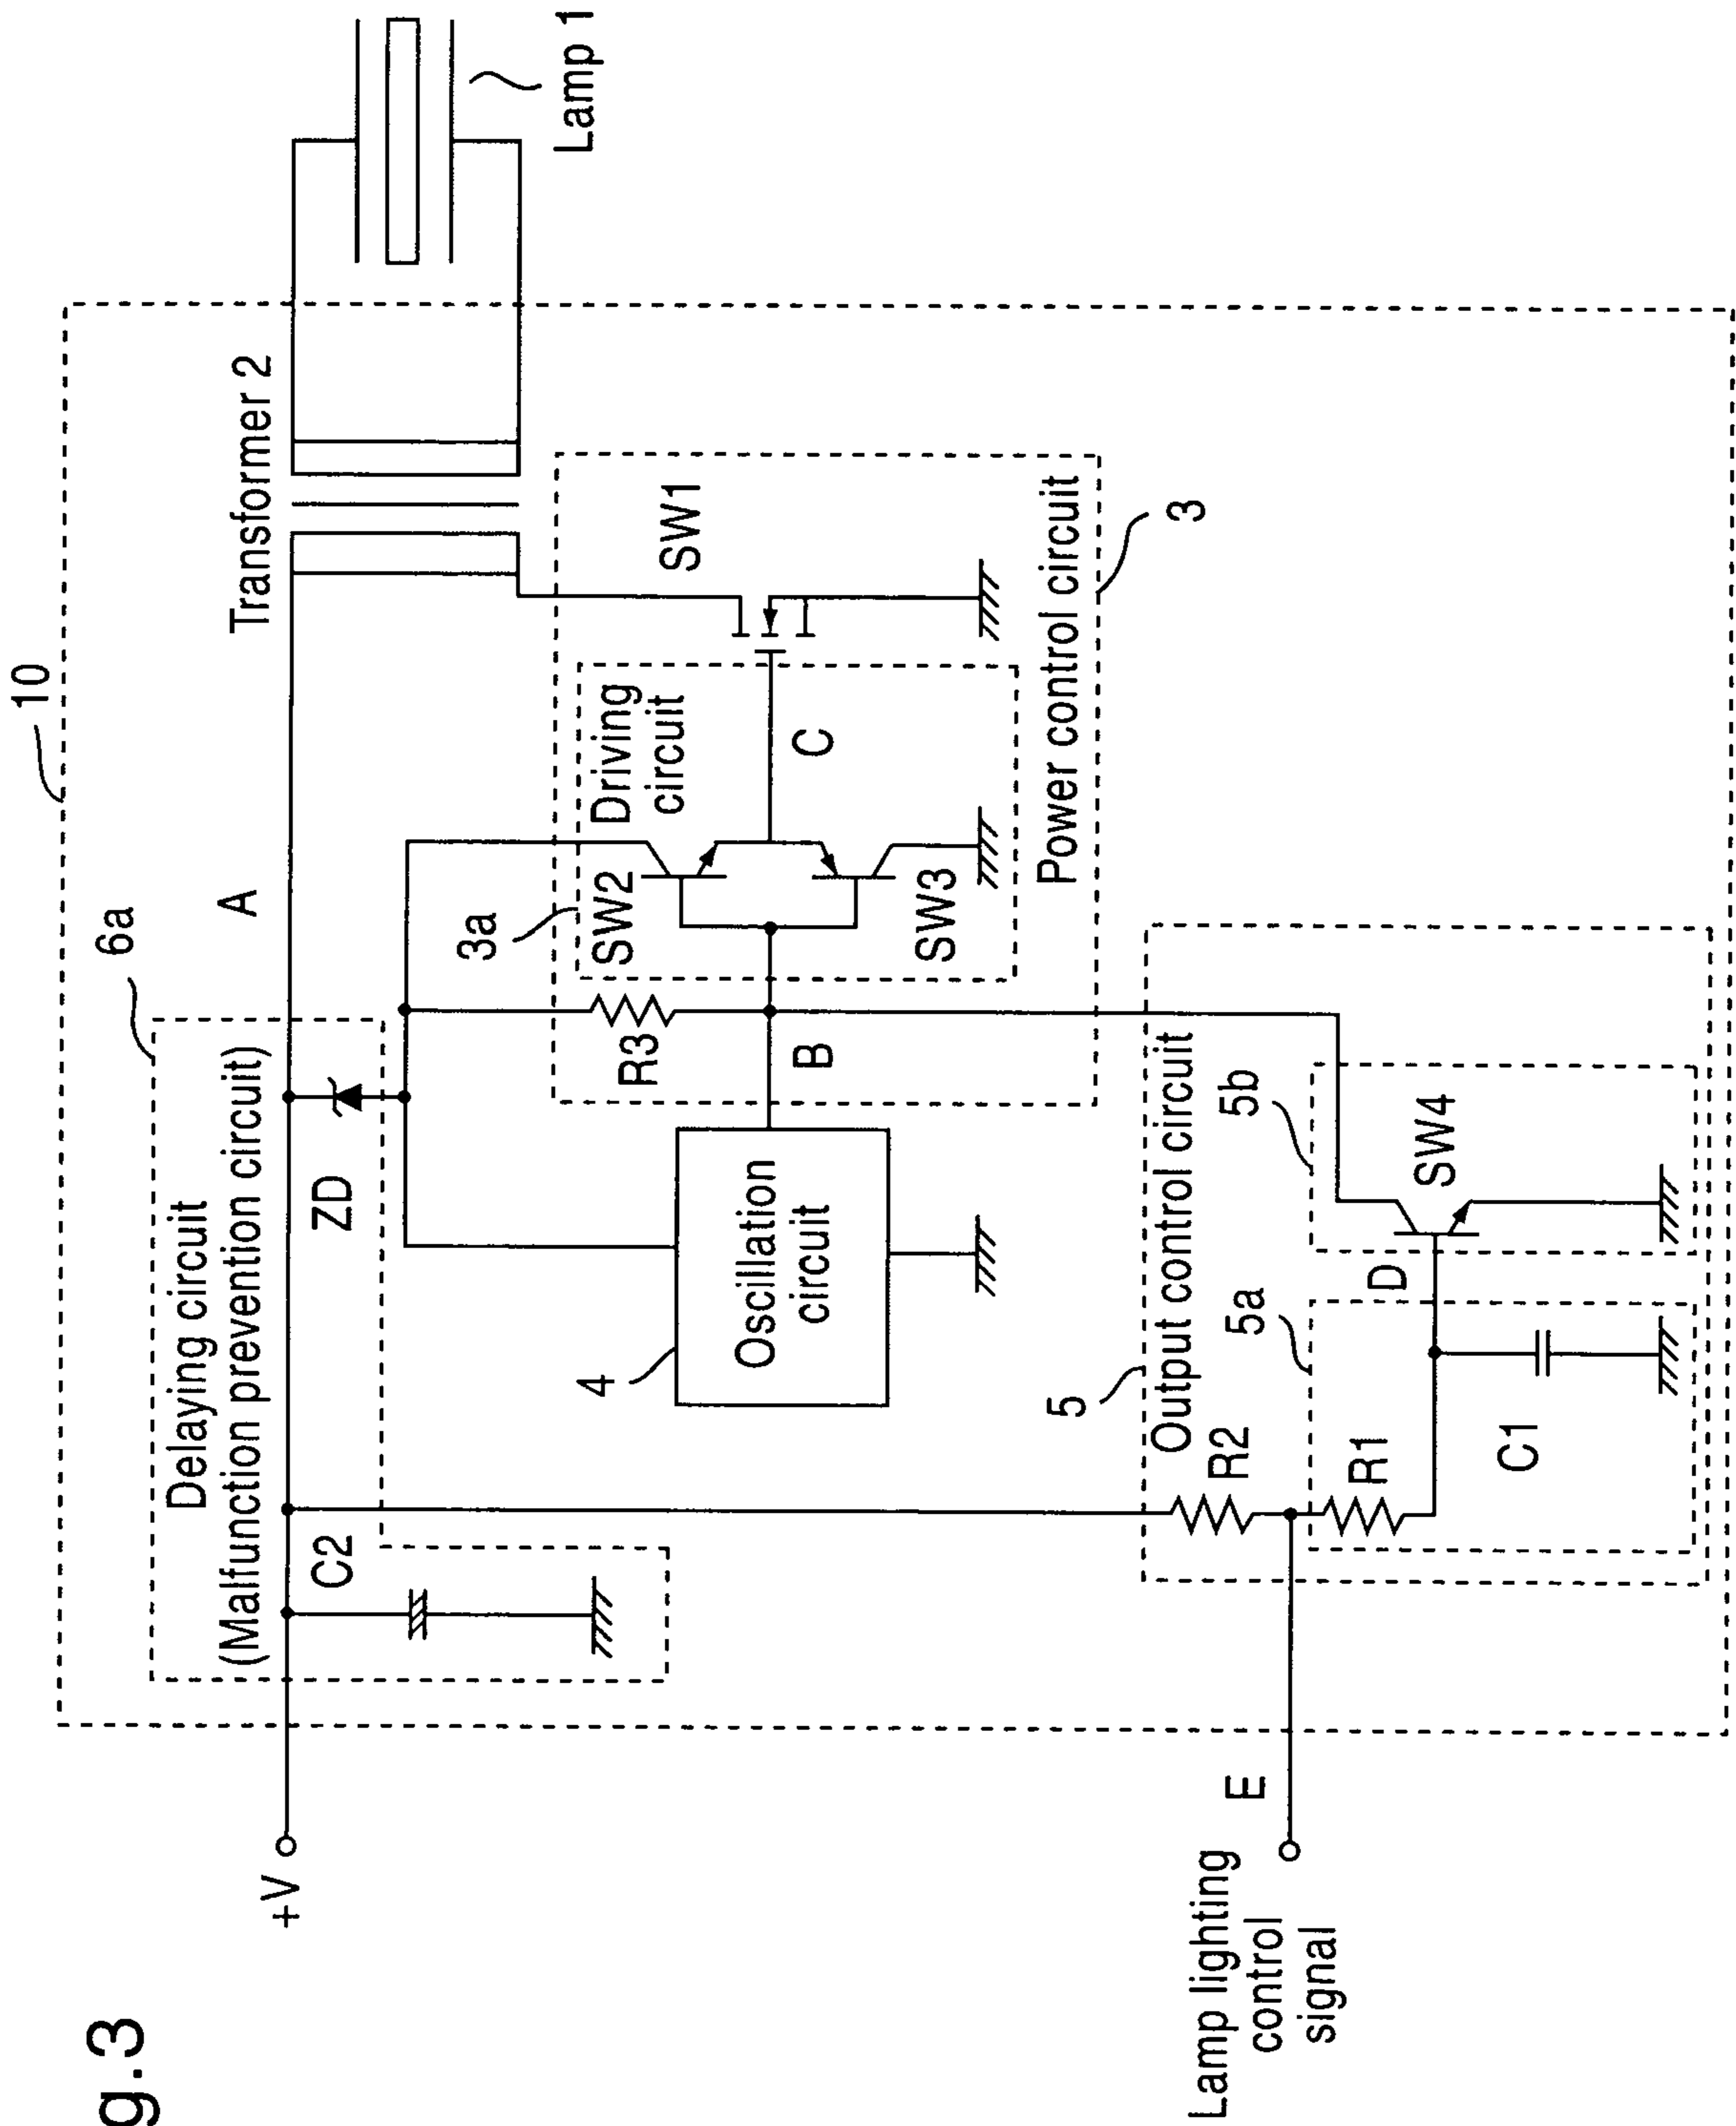 g.3
10
6a
Delaying circuit
(Malfunction prevention circuit)
A
Transformer 2
Lamp 1
+V
C2
ZD
3a
SW2
Driving
circuit
SW1
R3
B
C
SW3
Power control circuit
3
4
Oscillation
circuit
5
Output control circuit
R2
5a
5b
R1
D
SW4
C1
E
Lamp lighting
control
signal